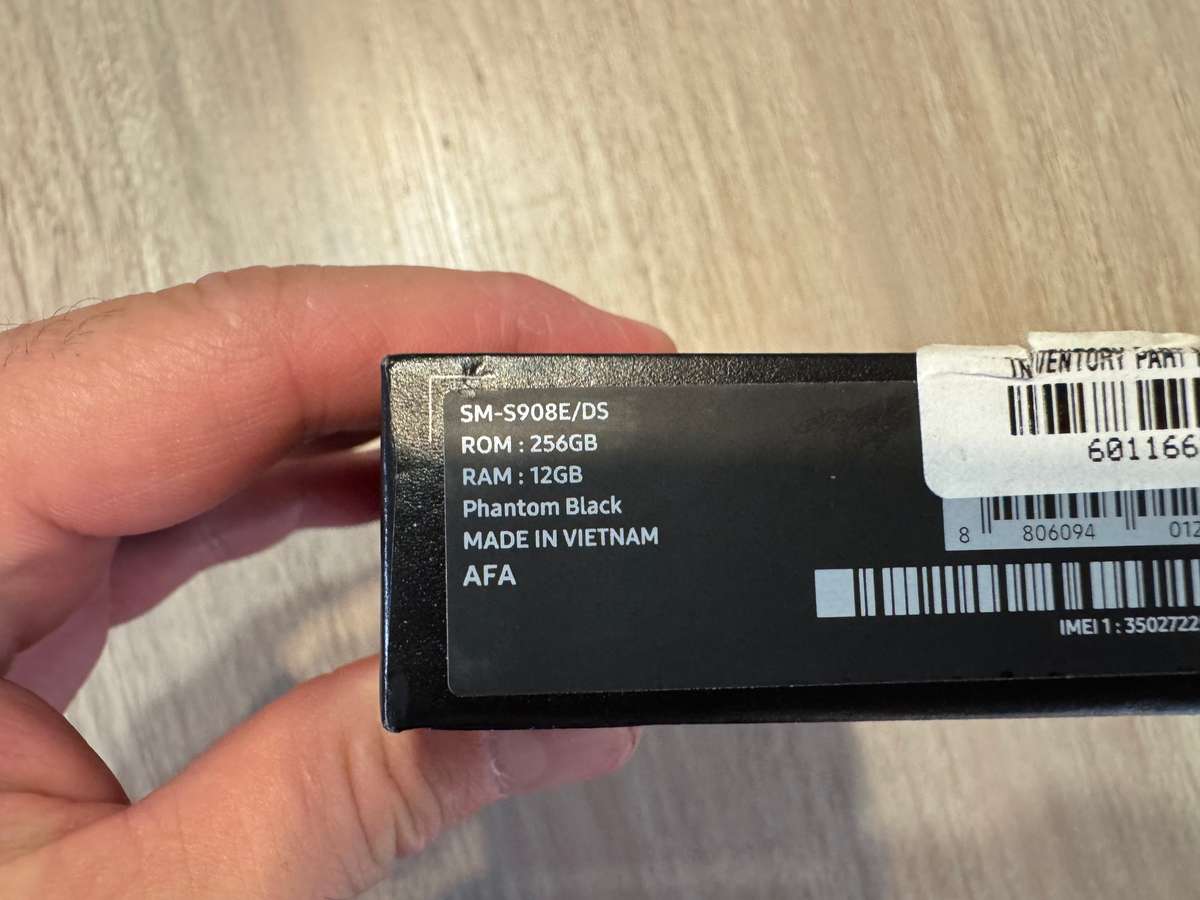 SM-S908E/DS
ROM : 256GB
RAM : 12GB
Phantom Black
MADE IN VIETNAM
AFA
INVENTORY PART
601166
8 806094 012
IMEI 1 : 3502722